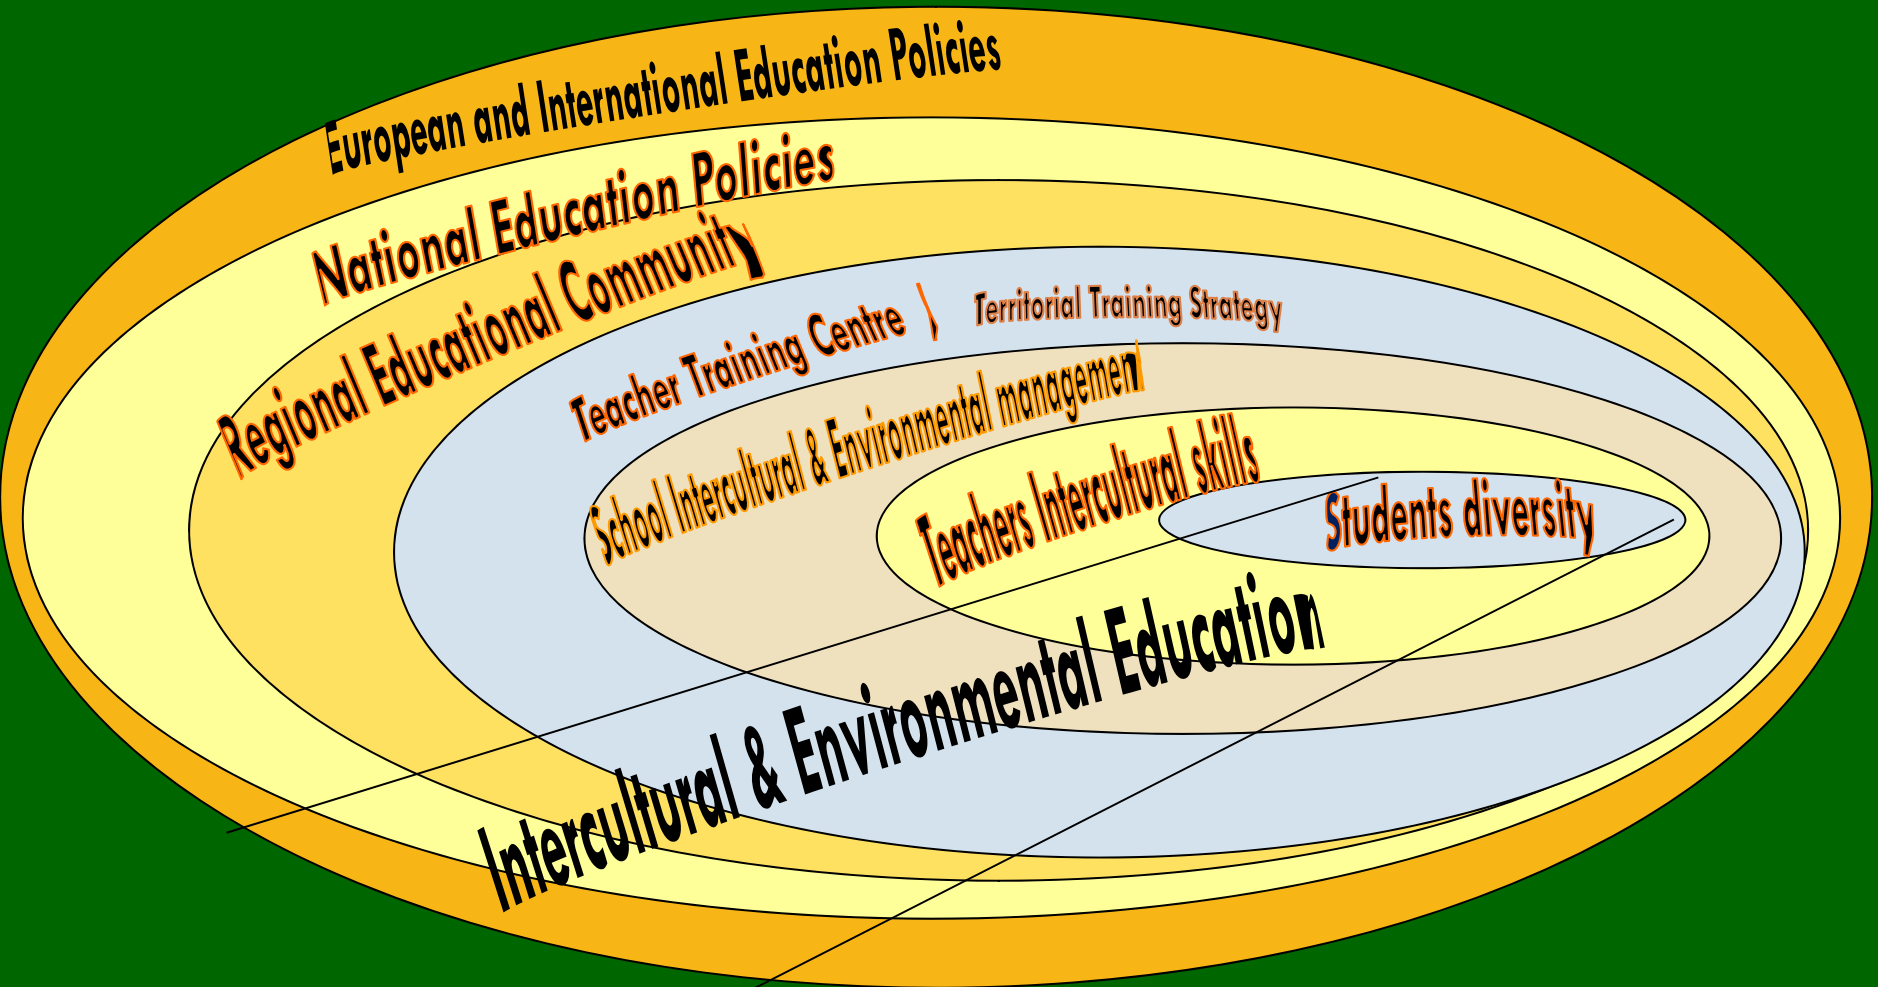 European and International Education Policies
National Education Policies
Regional Educational Community
Teacher Training Centre )
Territorial Training Strategy
School Intercultural & Environmental management
Teachers Intercultural skills
Students diversity
Intercultural & Environmental Education